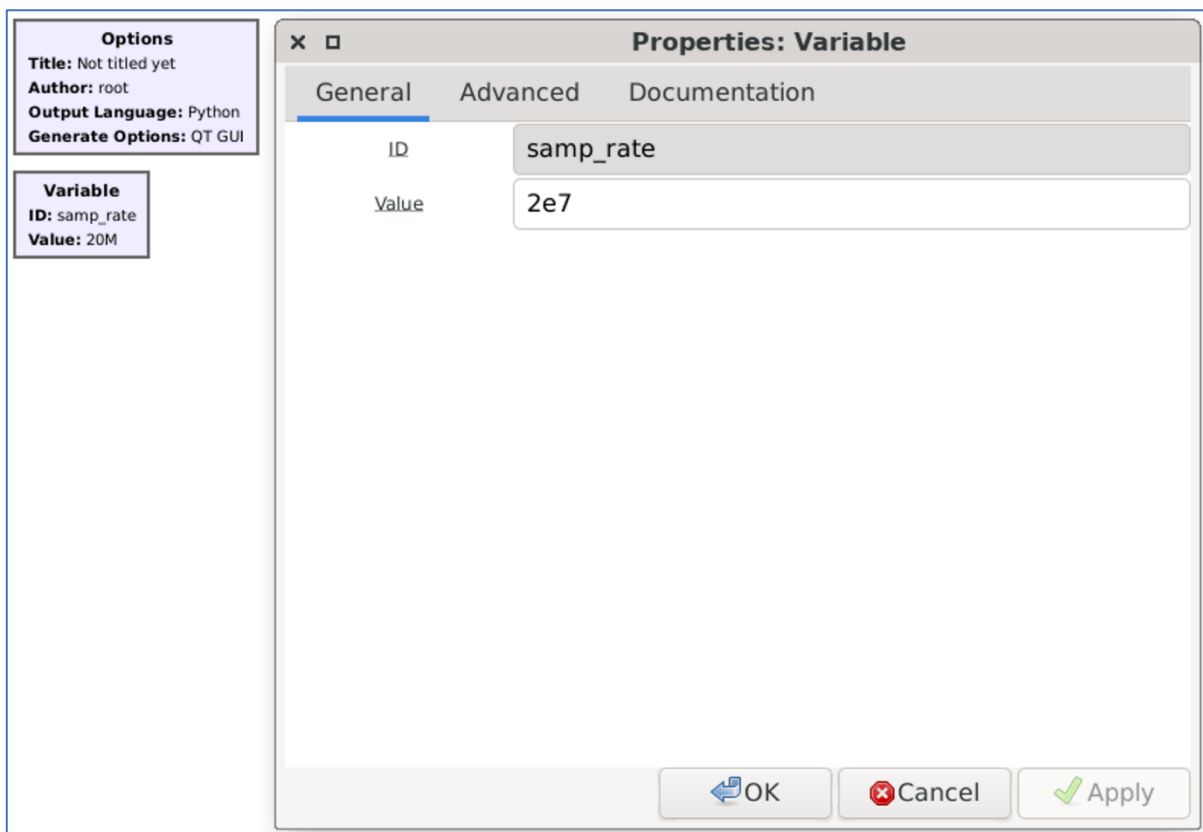 Options
Title: Not titled yet
Author: root
Output Language: Python
Generate Options: QT GUI
Variable
ID: samp_rate
Value: 20M
Properties: Variable
General Advanced Documentation
ID samp_rate
Value 2e7
OK Cancel Apply